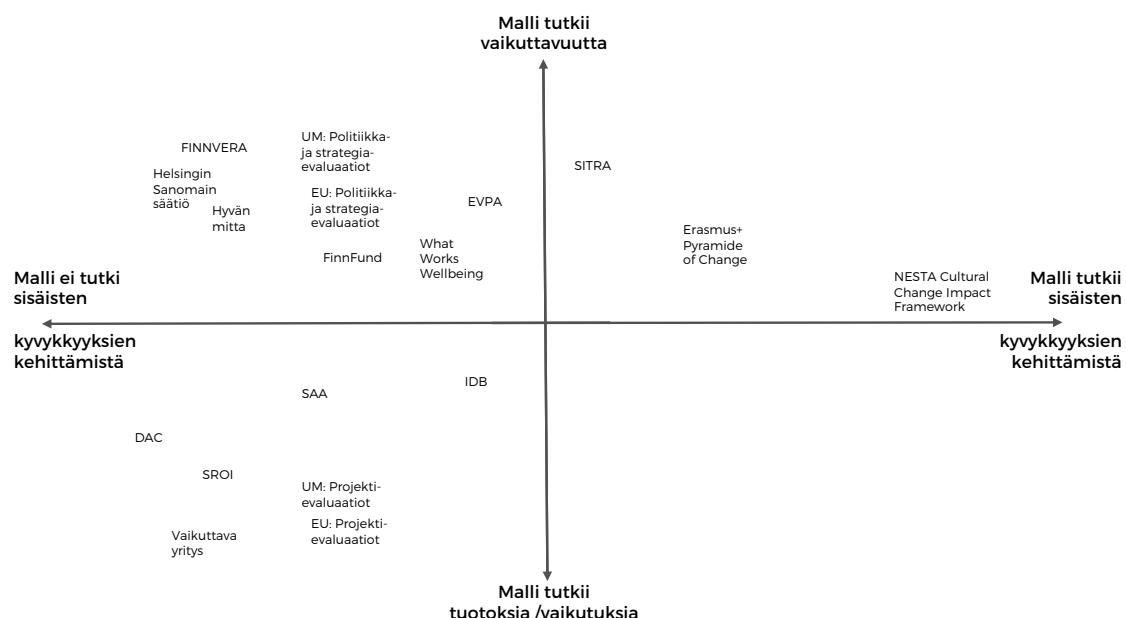 Malli tutkii
vaikuttavuutta
FINNVERA
UM: Politiikka-
ja strategia-
evaluaatiot
SITRA
Helsingin
Sanomain
säätiö
Hyvän
mitta
EU: Politiikka-
ja strategia-
evaluaatiot
EVPA
FinnFund
What
Works
Wellbeing
Erasmus+
Pyramide
of Change
NESTA Cultural
Change Impact
Framework
Malli ei tutki
sisäisten
kyvykkyyksien
kehittämistä
Malli tutkii
sisäisten
kyvykkyyksien
kehittämistä
IDB
SAA
DAC
SROI
UM: Projekti-
evaluaatiot
EU: Projekti-
evaluaatiot
Vaikuttava
yritys
Malli tutkii
tuotoksia /vaikutuksia